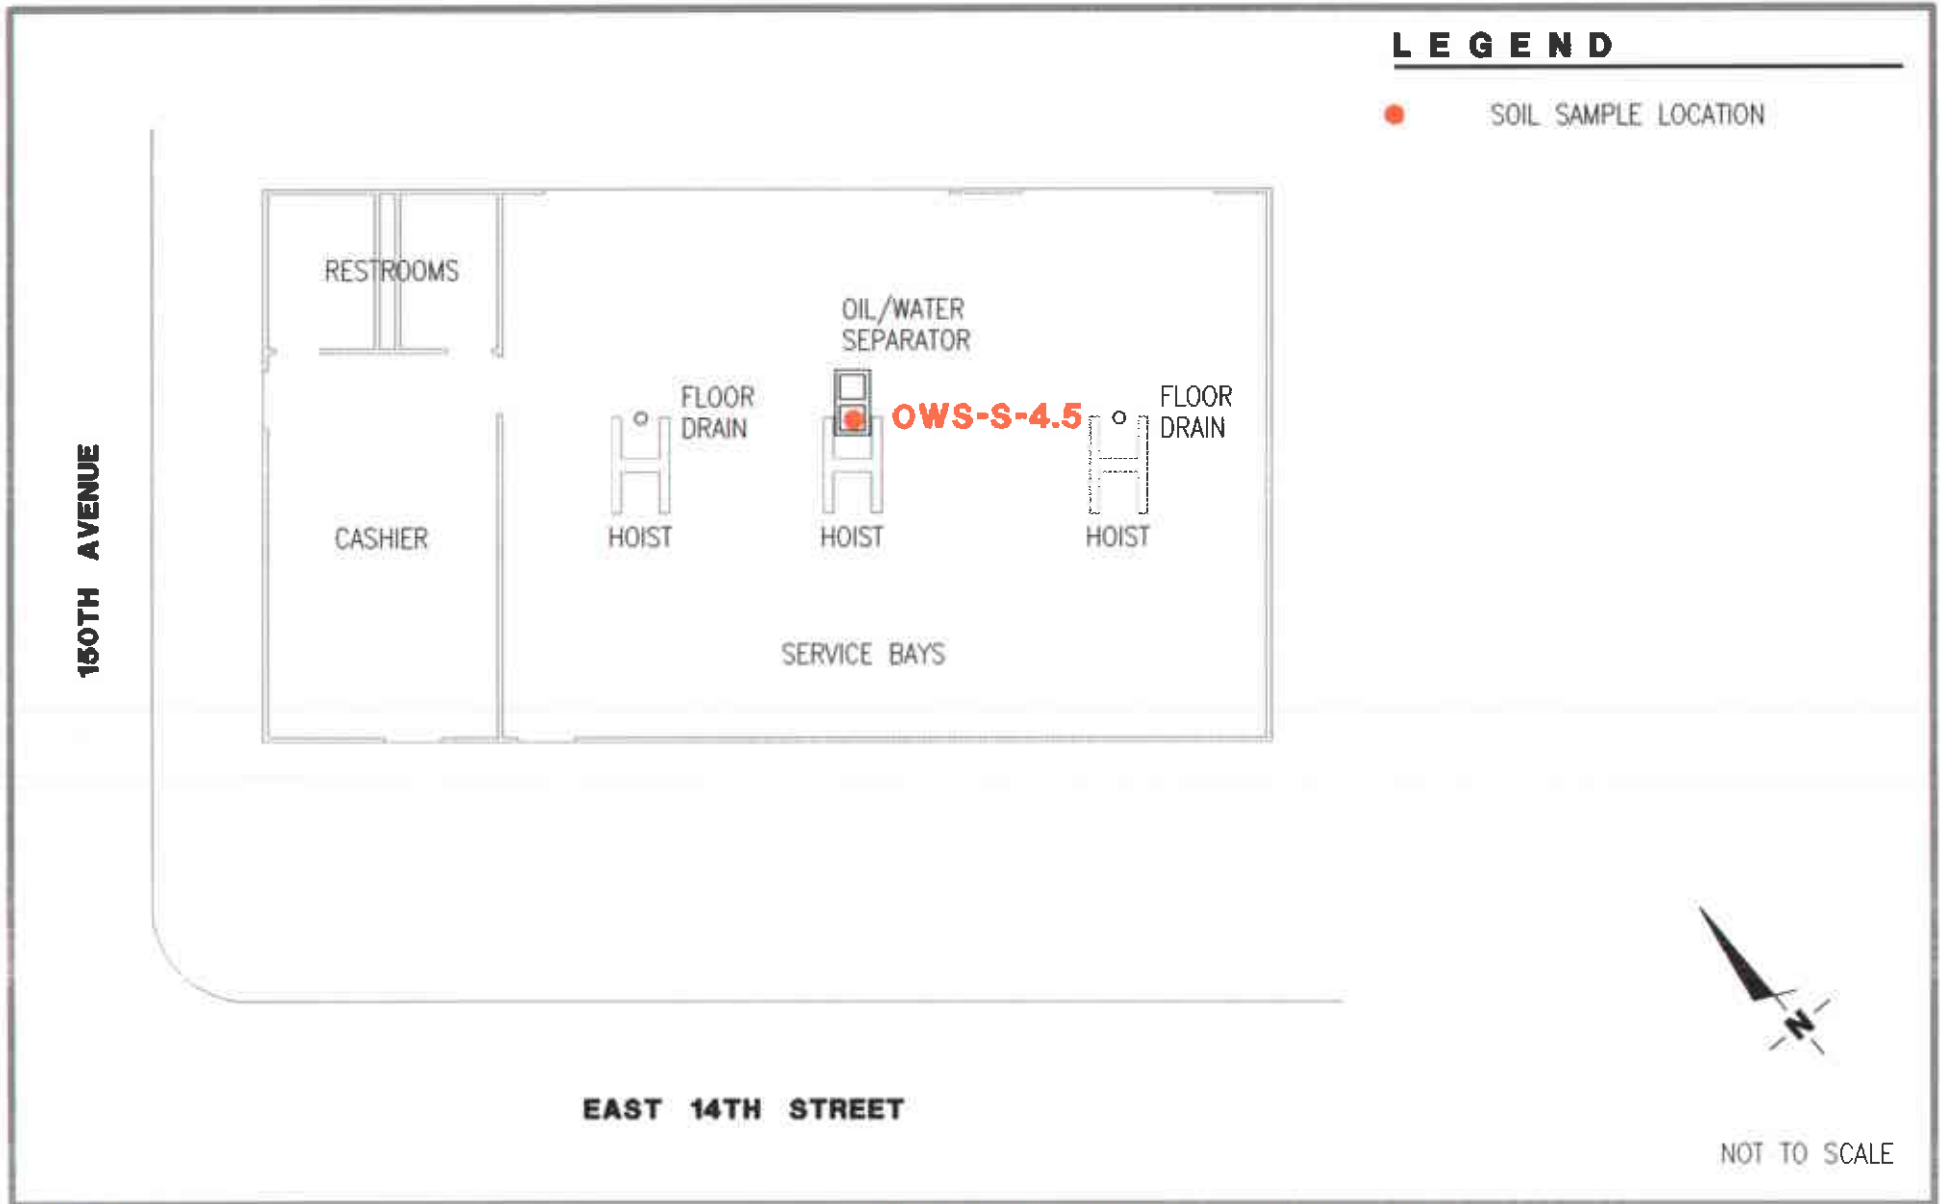 LEGEND
SOIL SAMPLE LOCATION
RESTROOMS
OIL/WATER
SEPARATOR
FLOOR
DRAIN
OWS-S-4.5
FLOOR
DRAIN
150TH AVENUE
CASHIER
HOIST
HOIST
HOIST
SERVICE BAYS
N
EAST 14TH STREET
NOT TO SCALE